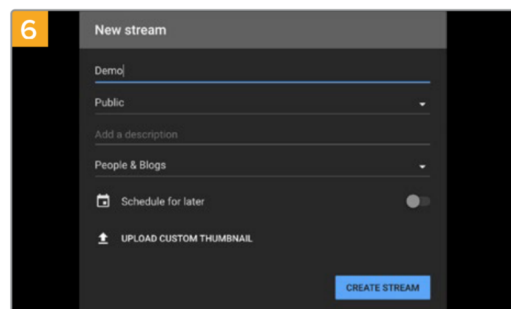 6
New stream
Demo
Public
Add a description
People & Blogs
Schedule for later
UPLOAD CUSTOM THUMBNAIL
CREATE STREAM